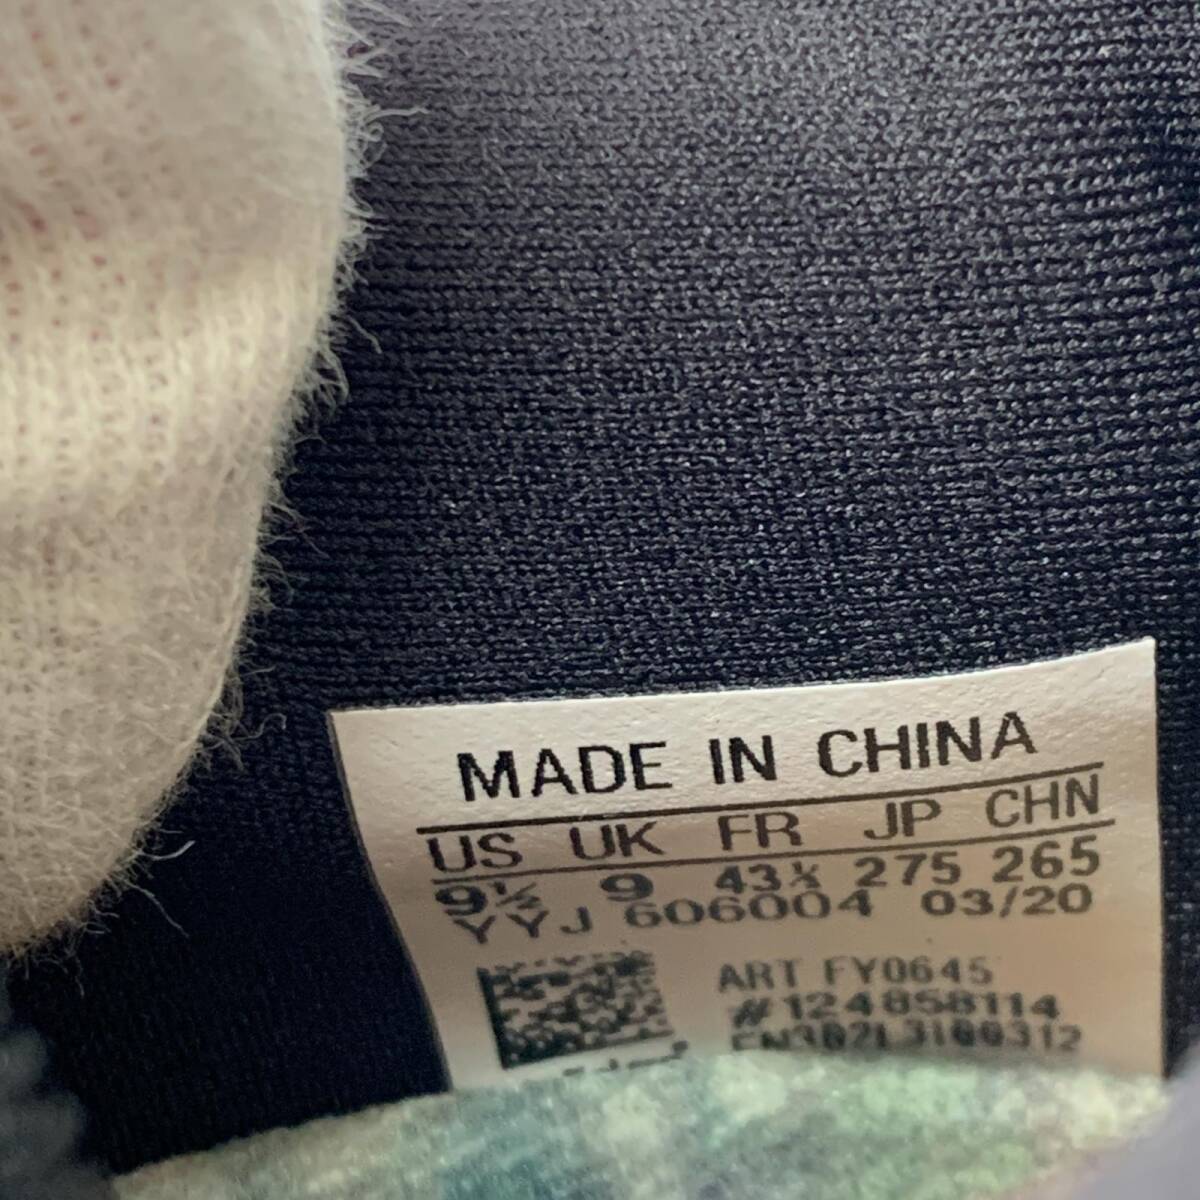 MADE IN CHINA
US UK FR JP CHN
9½ 9 43⅓ 275 265
YYJ 606004 03/20
ART FY0645
#124858114